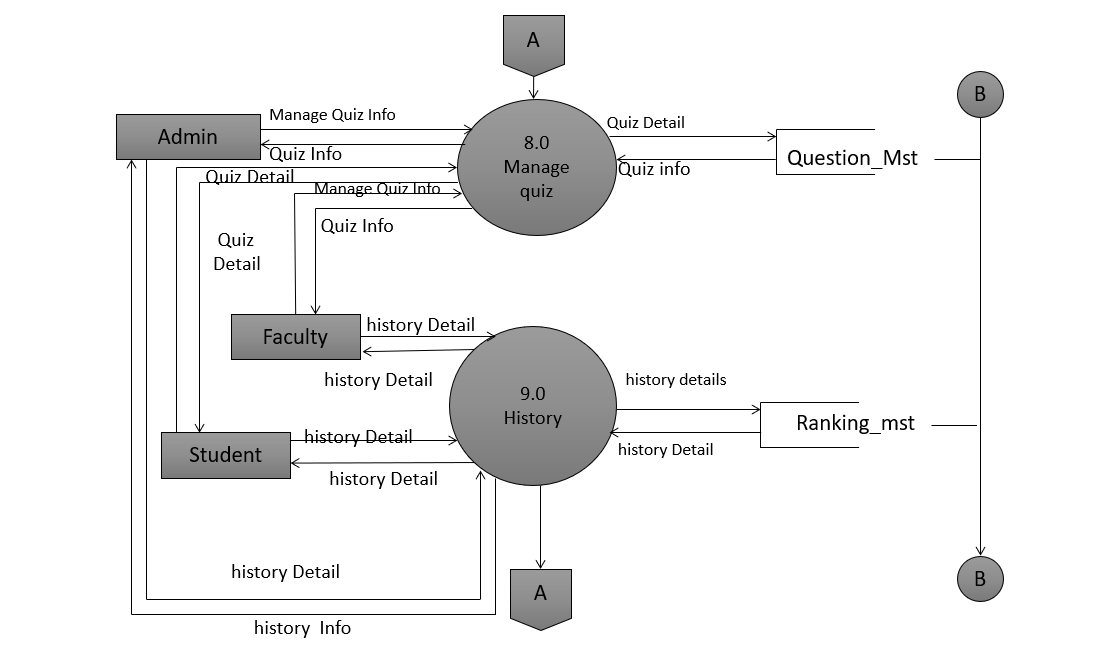 A
B
Manage Quiz Info
Quiz Detail
Admin
8.0
Manage
quiz
Quiz Info
Question_Mst
Quiz info
Quiz Detail
Manage Quiz Info
Quiz Info
Quiz
Detail
history Detail
Faculty
history Detail
history details
9.0
History
Ranking_mst
history Detail
history Detail
Student
history Detail
history Detail
B
A
history Info